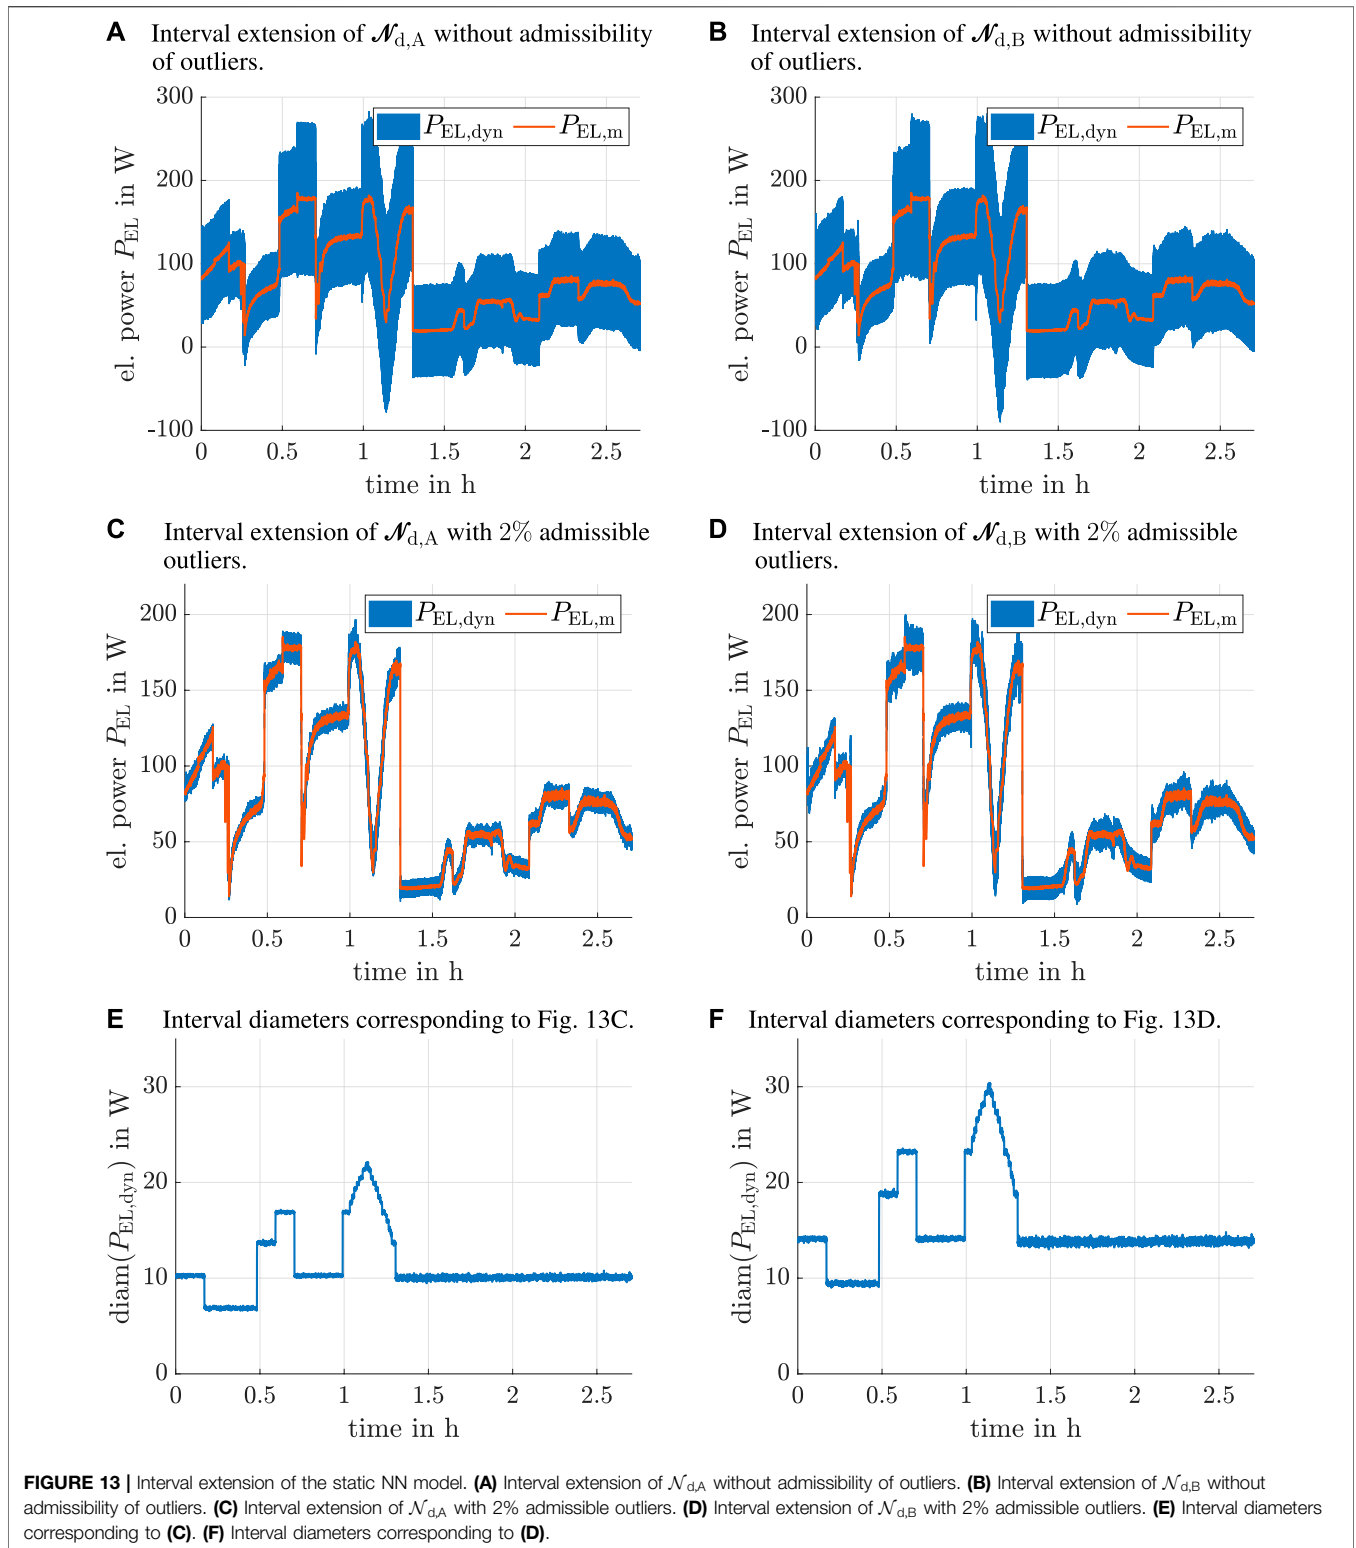 A Interval extension of 𝒩d,A without admissibility
of outliers.
300
200
100
0
-100
el. power PEL in W
PEL,dyn PEL,m
0 0.5 1 1.5 2 2.5
time in h
B Interval extension of 𝒩d,B without admissibility
of outliers.
300
200
100
0
-100
el. power PEL in W
PEL,dyn PEL,m
0 0.5 1 1.5 2 2.5
time in h
C Interval extension of 𝒩d,A with 2% admissible
outliers.
200
150
100
50
0
el. power PEL in W
PEL,dyn PEL,m
0 0.5 1 1.5 2 2.5
time in h
D Interval extension of 𝒩d,B with 2% admissible
outliers.
200
150
100
50
0
el. power PEL in W
PEL,dyn PEL,m
0 0.5 1 1.5 2 2.5
time in h
E Interval diameters corresponding to Fig. 13C.
30
20
10
0
diam(PEL,dyn) in W
0 0.5 1 1.5 2 2.5
time in h
F Interval diameters corresponding to Fig. 13D.
30
20
10
0
diam(PEL,dyn) in W
0 0.5 1 1.5 2 2.5
time in h
FIGURE 13 | Interval extension of the static NN model. (A) Interval extension of 𝒩d,A without admissibility of outliers. (B) Interval extension of 𝒩d,B without
admissibility of outliers. (C) Interval extension of 𝒩d,A with 2% admissible outliers. (D) Interval extension of 𝒩d,B with 2% admissible outliers. (E) Interval diameters
corresponding to (C). (F) Interval diameters corresponding to (D).